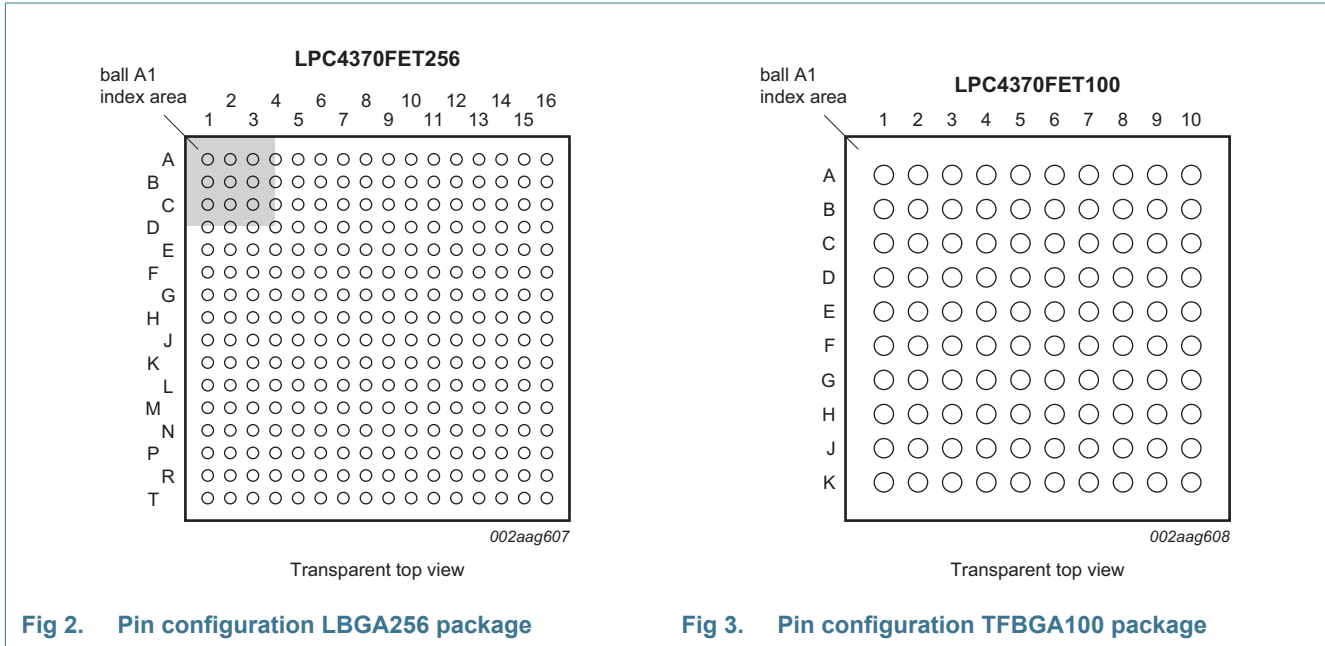 LPC4370FET256
ball A1
index area
2 4 6 8 10 12 14 16
1 3 5 7 9 11 13 15
A
B
C
D
E
F
G
H
J
K
L
M
N
P
R
T
002aag607
Transparent top view
Fig 2. Pin configuration LBGA256 package
LPC4370FET100
ball A1
index area
1 2 3 4 5 6 7 8 9 10
A
B
C
D
E
F
G
H
J
K
002aag608
Transparent top view
Fig 3. Pin configuration TFBGA100 package